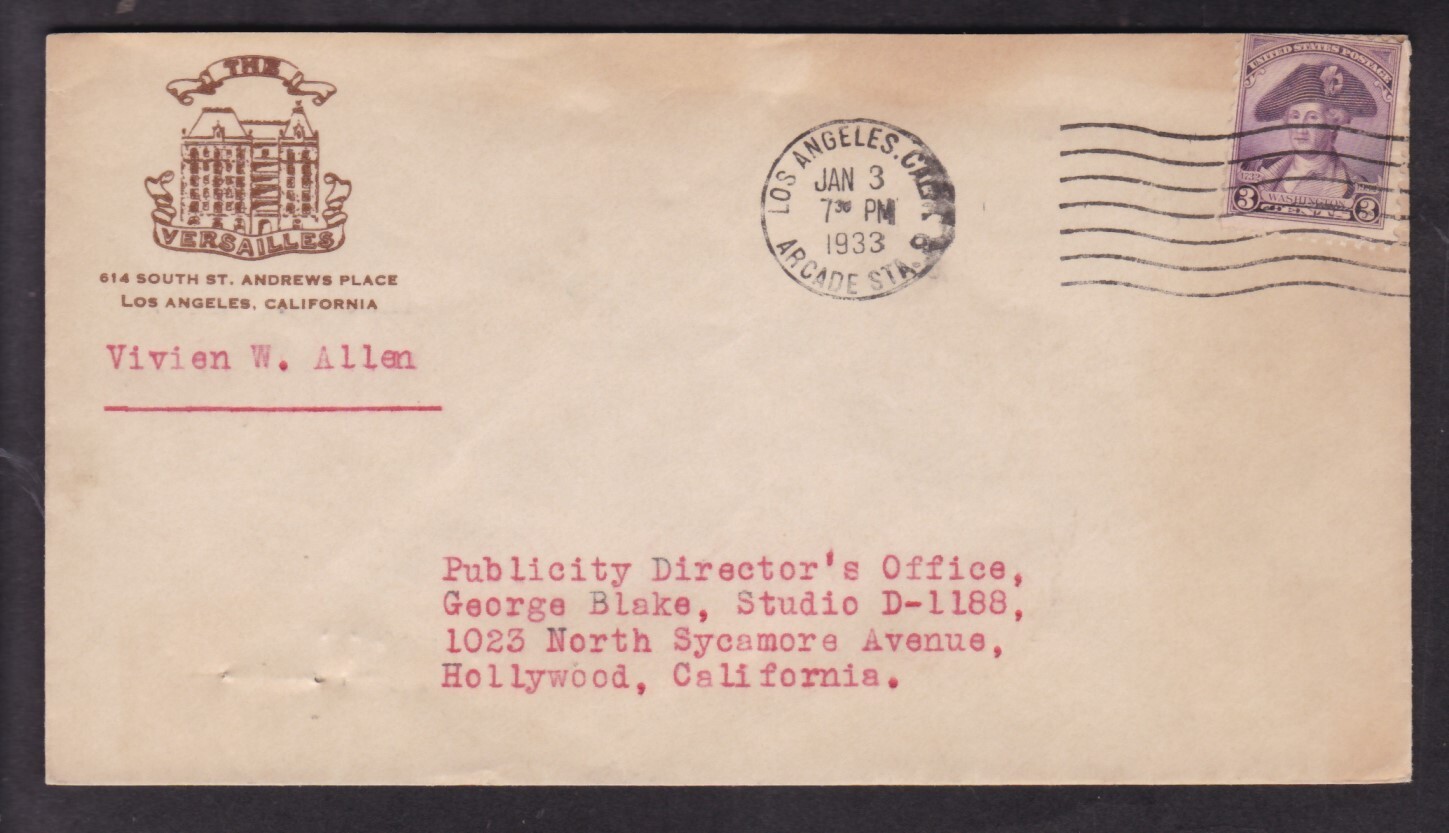 THE
VERSAILLES
614 SOUTH ST. ANDREWS PLACE
LOS ANGELES, CALIFORNIA
Vivien W. Allen
LOS ANGELES, CALIF.
JAN 3
7 30 PM
1933
ARCADE STA.
UNITED STATES POSTAGE
1732
3 WASHINGTON 3
CENTS
Publicity Director's Office,
George Blake, Studio D-1188,
1023 North Sycamore Avenue,
Hollywood, California.